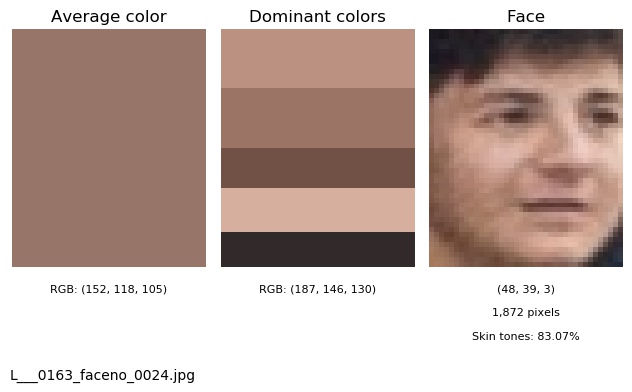 Average color
Dominant colors
Face
RGB: (152, 118, 105)
RGB: (187, 146, 130)
(48, 39, 3)
1,872 pixels
Skin tones: 83.07%
L___0163_faceno_0024.jpg